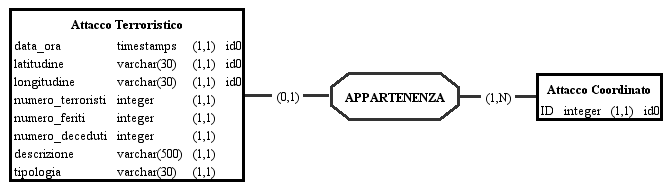 Attacco Terroristico
data_ora timestamps (1,1) id0
latitudine varchar(30) (1,1) id0
longitudine varchar(30) (1,1) id0
numero_terroristi integer (1,1)
numero_feriti integer (1,1)
numero_deceduti integer (1,1)
descrizione varchar(500) (1,1)
tipologia varchar(30) (1,1)
(0,1)
APPARTENENZA
(1,N)
Attacco Coordinato
ID integer (1,1) id0